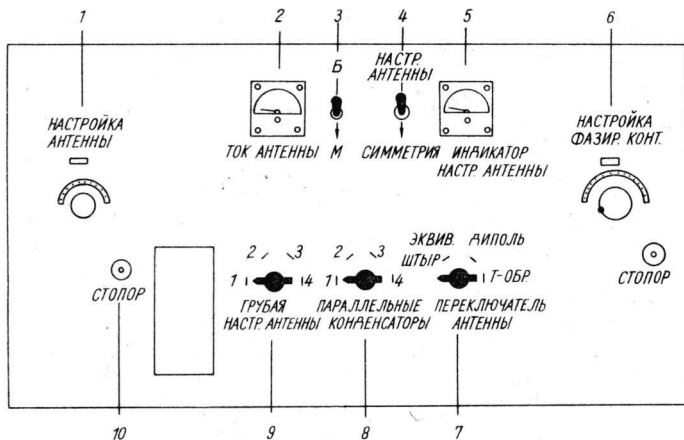 1 2 3 4 5 6
Б
НАСТР.
АНТЕННЫ
НАСТРОЙКА
АНТЕННЫ
НАСТРОЙКА
ФАЗИР. КОНТ.
ТОК АНТЕННЫ
М
СИММЕТРИЯ
ИНДИКАТОР
НАСТР. АНТЕННЫ
СТОПОР
1 2 3 4
ГРУБАЯ
НАСТР. АНТЕННЫ
1 2 3 4
ПАРАЛЛЕЛЬНЫЕ
КОНДЕНСАТОРЫ
ЭКВИВ. ДИПОЛЬ
ШТЫРЬ
Т-ОБР.
ПЕРЕКЛЮЧАТЕЛЬ
АНТЕННЫ
СТОПОР
10 9 8 7